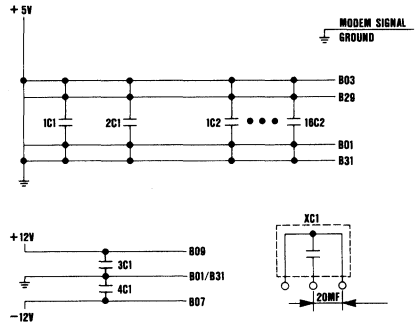 +5V
MODEM SIGNAL
GROUND
B03
B29
1C1
2C1
1C2
16C2
B01
B31
+12V
XC1
B09
3C1
B01/B31
4C1
B07
20MF
-12V